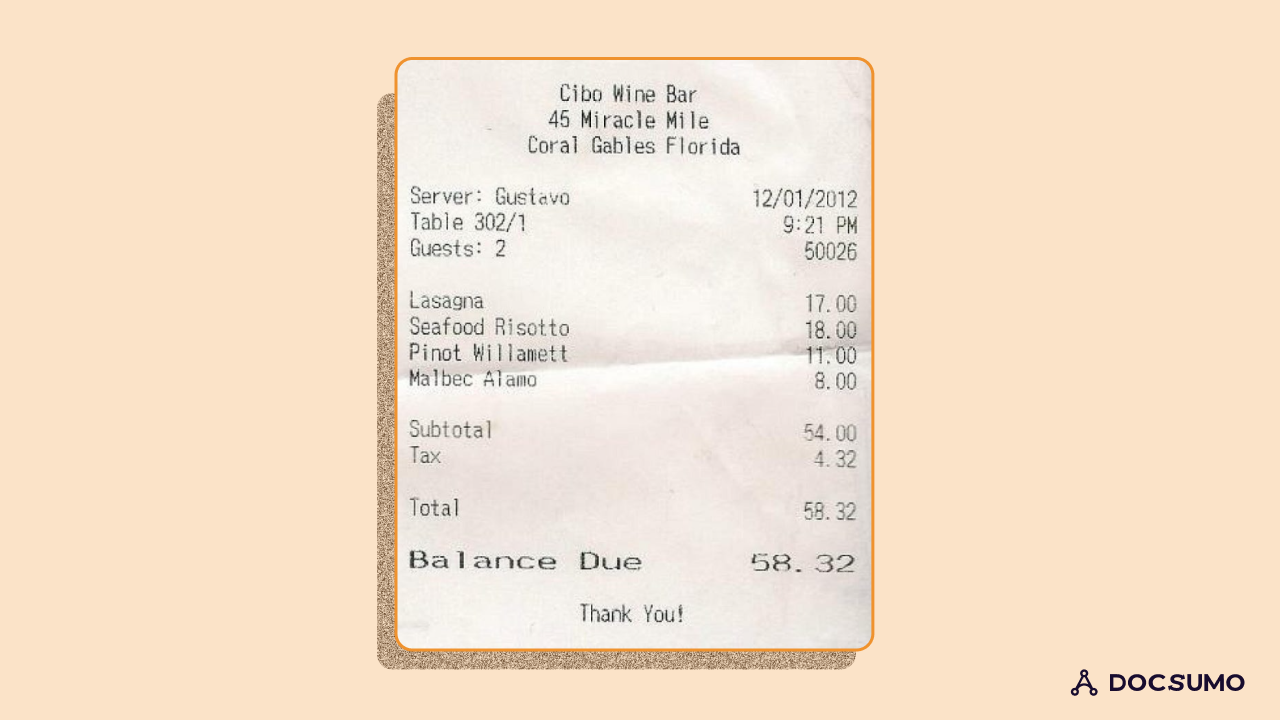 Cibo Wine Bar
45 Miracle Mile
Coral Gables Florida
Server: Gustavo 12/01/2012
Table 302/1 9:21 PM
Guests: 2 50026
Lasagna 17.00
Seafood Risotto 18.00
Pinot Willamett 11.00
Malbec Alamo 8.00
Subtotal 54.00
Tax 4.32
Total 58.32
Balance Due 58.32
Thank You!
DOCSUMO